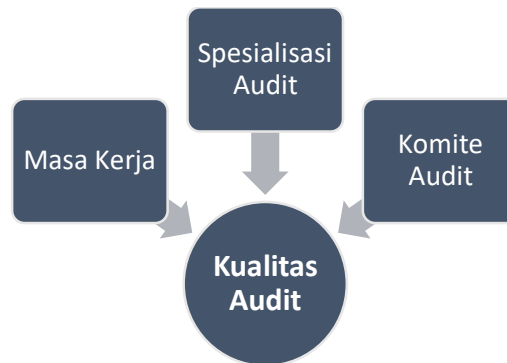 Spesialisasi
Audit
Masa Kerja
Komite
Audit
Kualitas
Audit